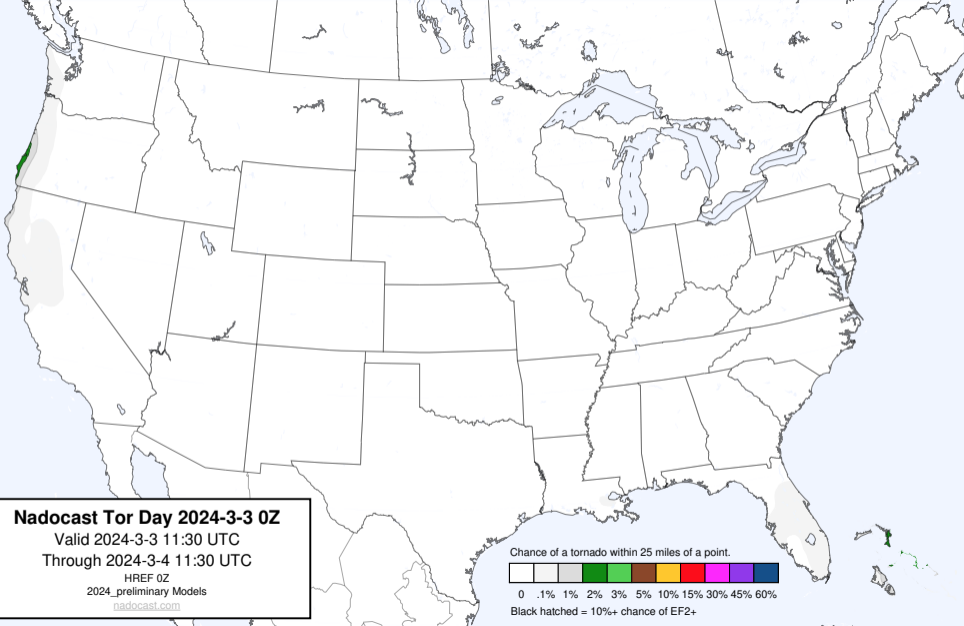 Nadocast Tor Day 2024-3-3 0Z
Valid 2024-3-3 11:30 UTC
Through 2024-3-4 11:30 UTC
HREF 0Z
2024_preliminary Models
nadocast.com
Chance of a tornado within 25 miles of a point.
0 .1% 1% 2% 3% 5% 10% 15% 30% 45% 60%
Black hatched = 10%+ chance of EF2+